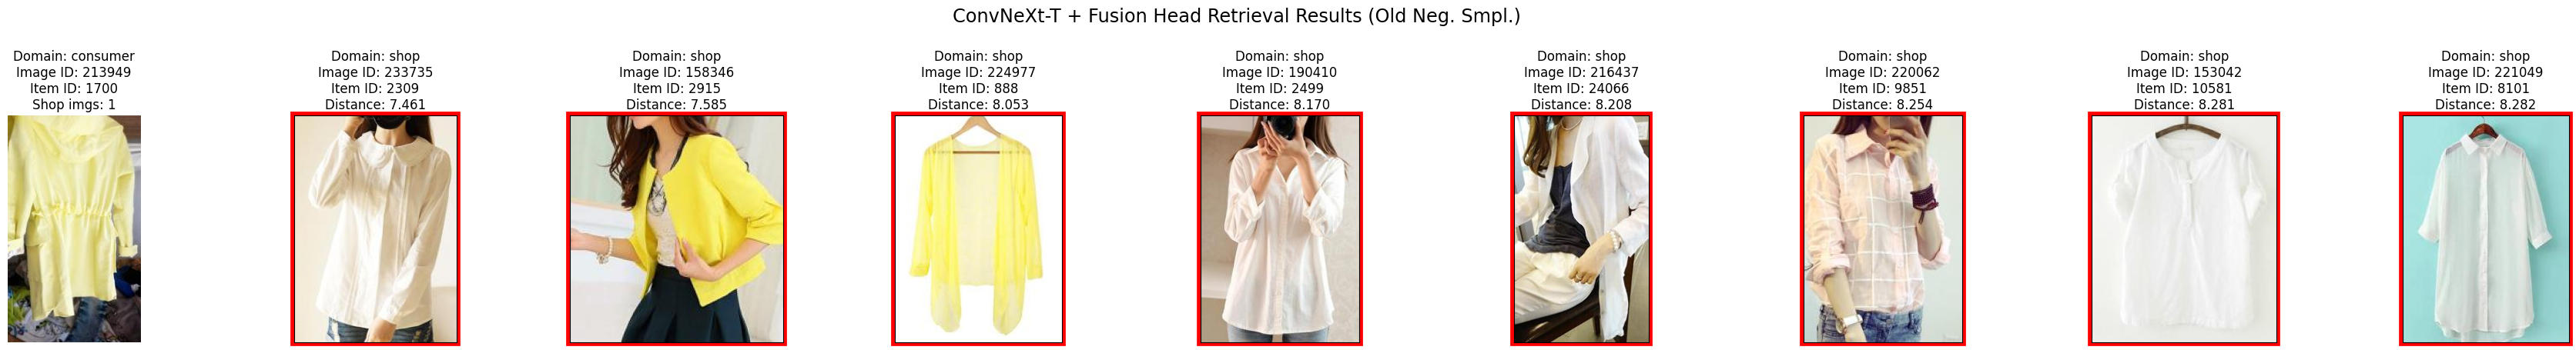 ConvNeXt-T + Fusion Head Retrieval Results (Old Neg. Smpl.)
Domain: consumer
Image ID: 213949
Item ID: 1700
Shop imgs: 1
Domain: shop
Image ID: 233735
Item ID: 2309
Distance: 7.461
Domain: shop
Image ID: 158346
Item ID: 2915
Distance: 7.585
Domain: shop
Image ID: 224977
Item ID: 888
Distance: 8.053
Domain: shop
Image ID: 190410
Item ID: 2499
Distance: 8.170
Domain: shop
Image ID: 216437
Item ID: 24066
Distance: 8.208
Domain: shop
Image ID: 220062
Item ID: 9851
Distance: 8.254
Domain: shop
Image ID: 153042
Item ID: 10581
Distance: 8.281
Domain: shop
Image ID: 221049
Item ID: 8101
Distance: 8.282